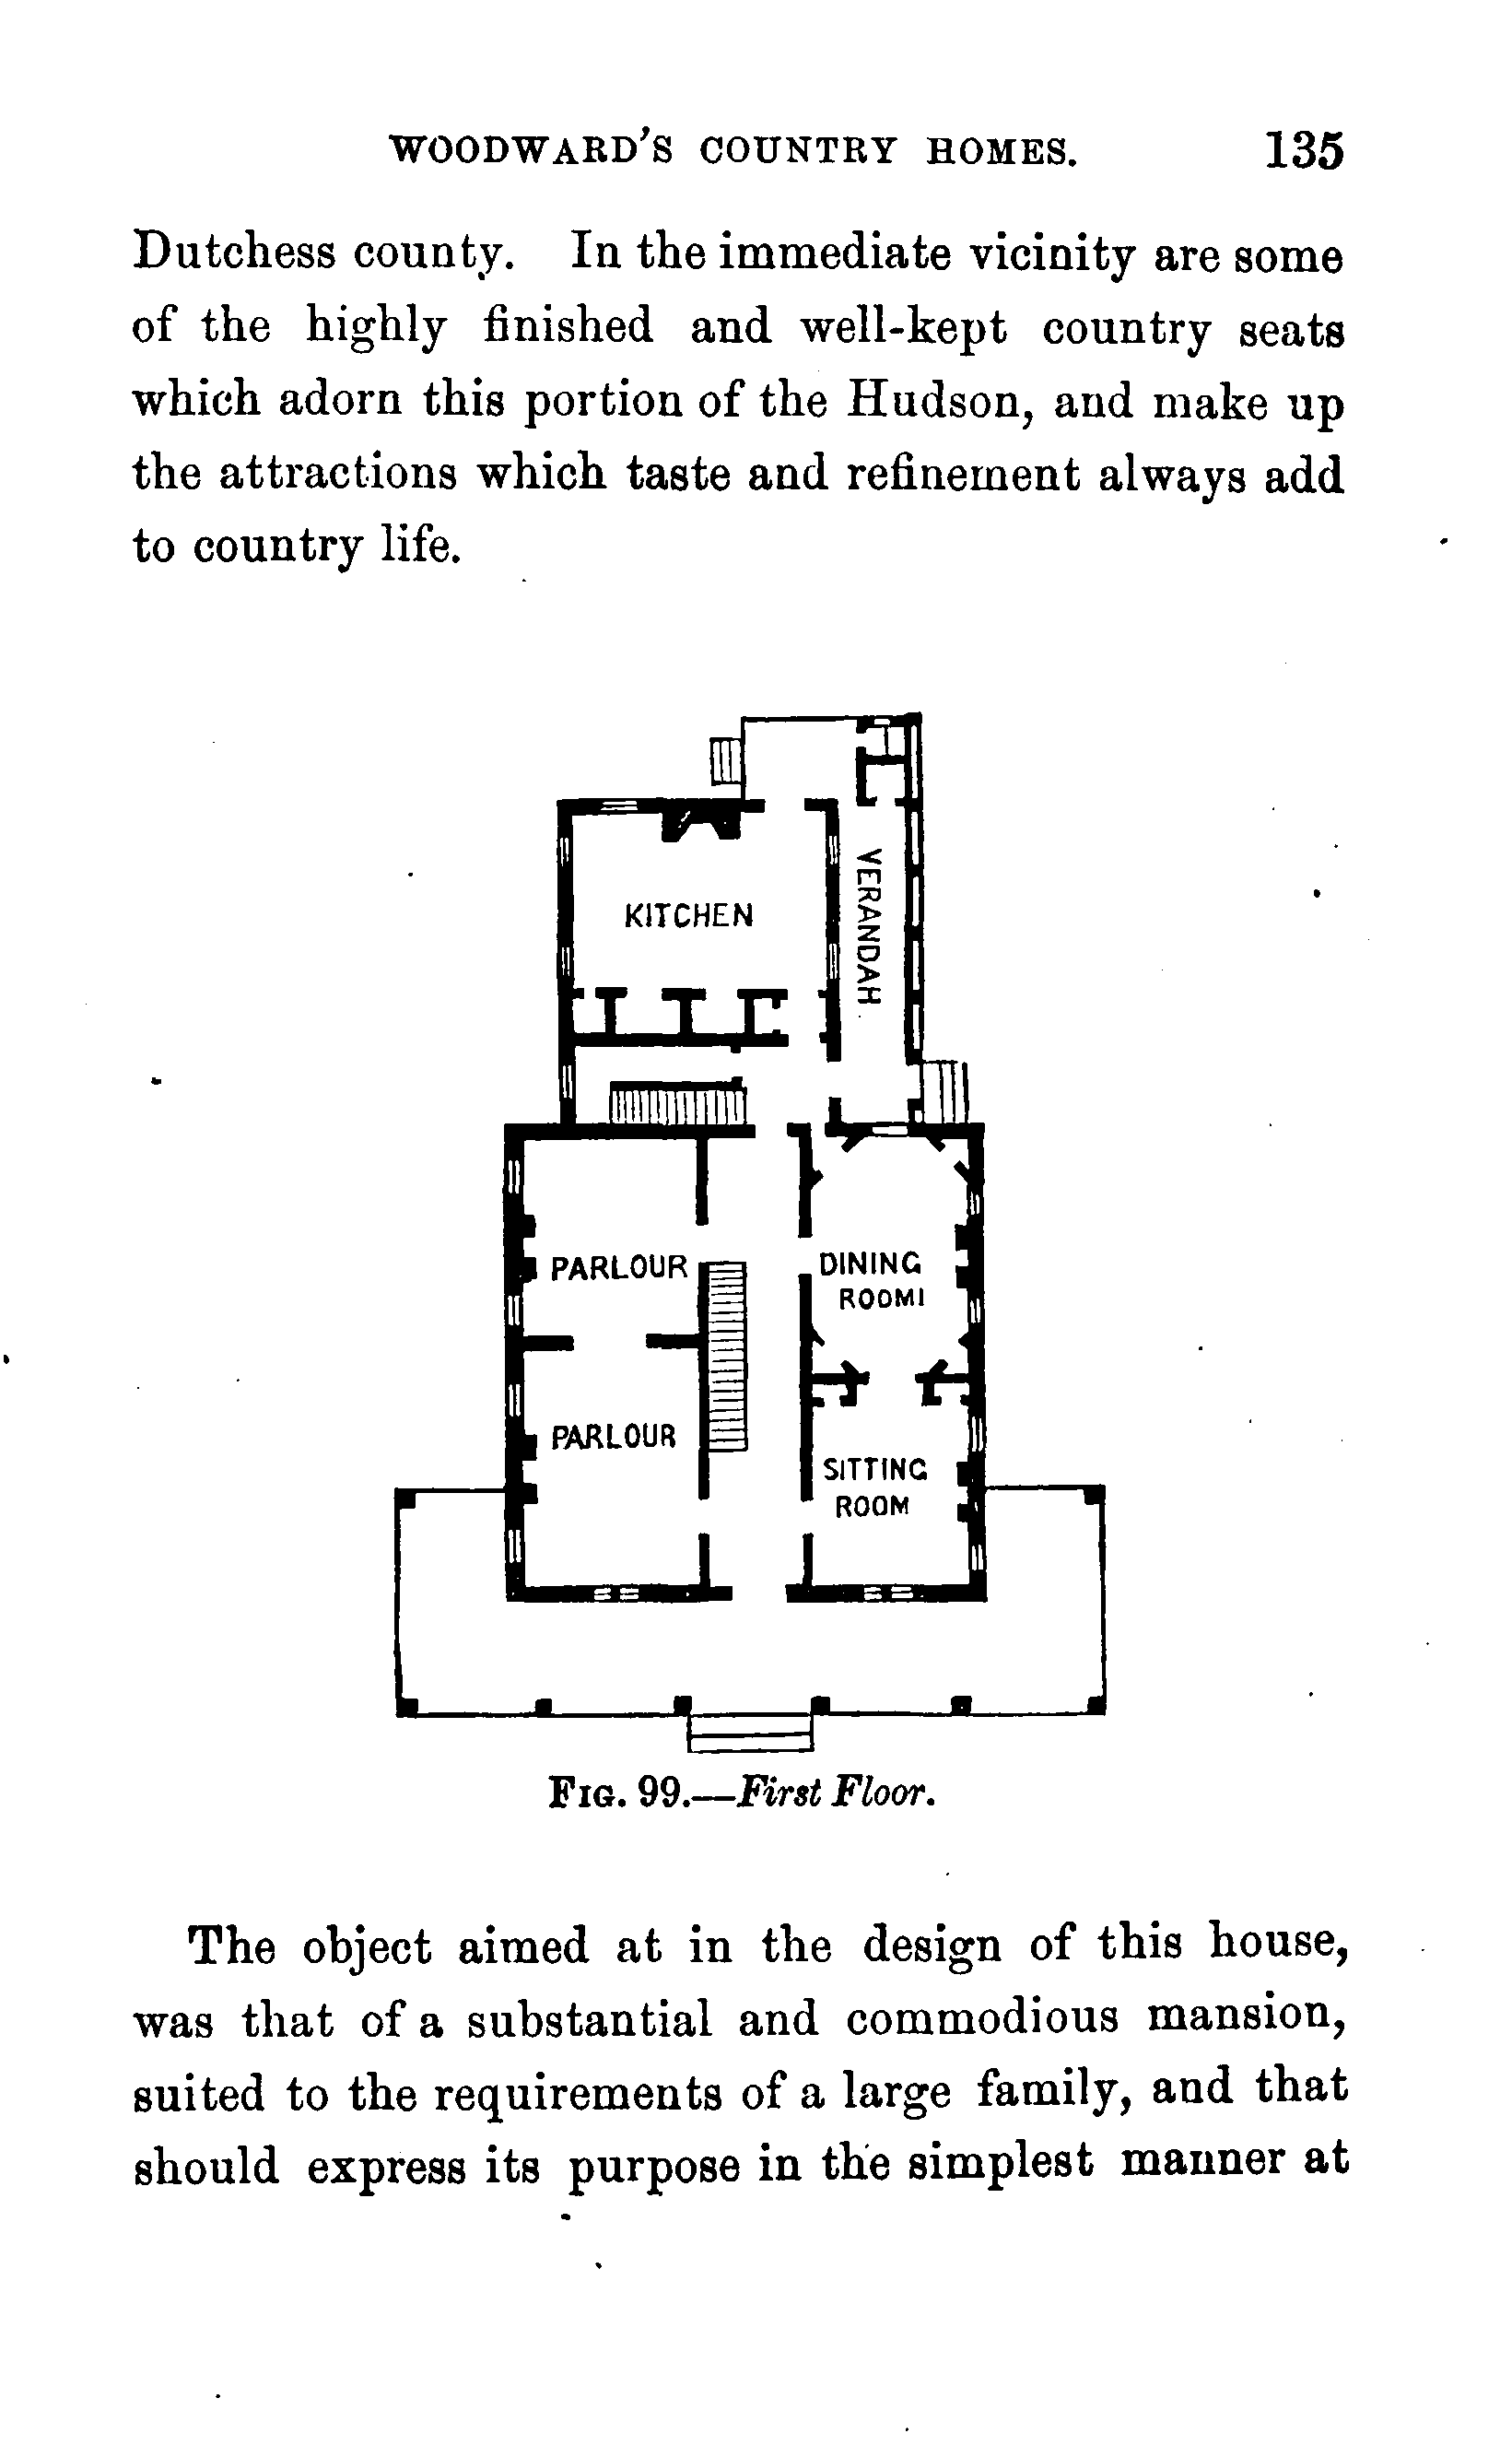 WOODWARD'S COUNTRY HOMES. 135
Dutchess county. In the immediate vicinity are some
of the highly finished and well-kept country seats
which adorn this portion of the Hudson, and make up
the attractions which taste and refinement always add
to country life.
KITCHEN
VERANDAH
PARLOUR
DINING
ROOM
PARLOUR
SITTING
ROOM
FIG. 99.—First Floor.
The object aimed at in the design of this house,
was that of a substantial and commodious mansion,
suited to the requirements of a large family, and that
should express its purpose in the simplest manner at